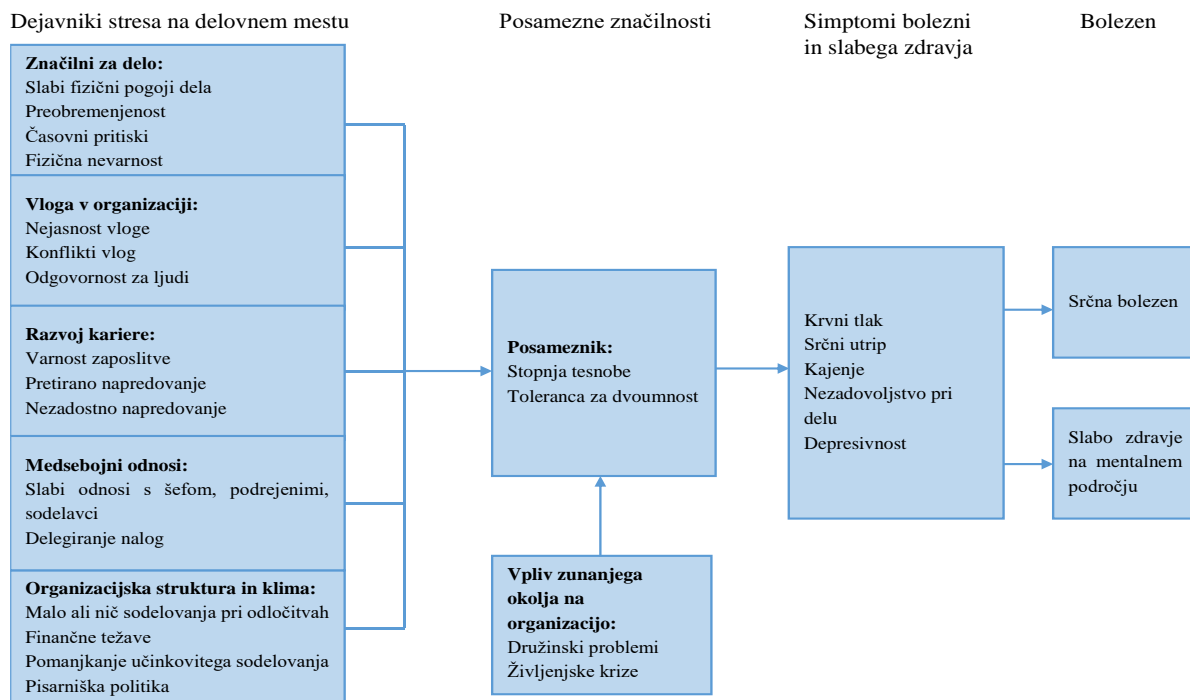 Dejavniki stresa na delovnem mestu
Posamezne značilnosti
Simptomi bolezni
in slabega zdravja
Bolezen
Značilni za delo:
Slabi fizični pogoji dela
Preobremenjenost
Časovni pritiski
Fizična nevarnost
Vloga v organizaciji:
Nejasnost vloge
Konflikti vlog
Odgovornost za ljudi
Razvoj kariere:
Varnost zaposlitve
Pretirano napredovanje
Nezadostno napredovanje
Medsebojni odnosi:
Slabi odnosi s šefom, podrejenimi,
sodelavci
Delegiranje nalog
Organizacijska struktura in klima:
Malo ali nič sodelovanja pri odločitvah
Finančne težave
Pomanjkanje učinkovitega sodelovanja
Pisarniška politika
Posameznik:
Stopnja tesnobe
Toleranca za dvoumnost
Vpliv zunanjega
okolja na
organizacijo:
Družinski problemi
Življenjske krize
Krvni tlak
Srčni utrip
Kajenje
Nezadovoljstvo pri
delu
Depresivnost
Srčna bolezen
Slabo zdravje
na mentalnem
področju